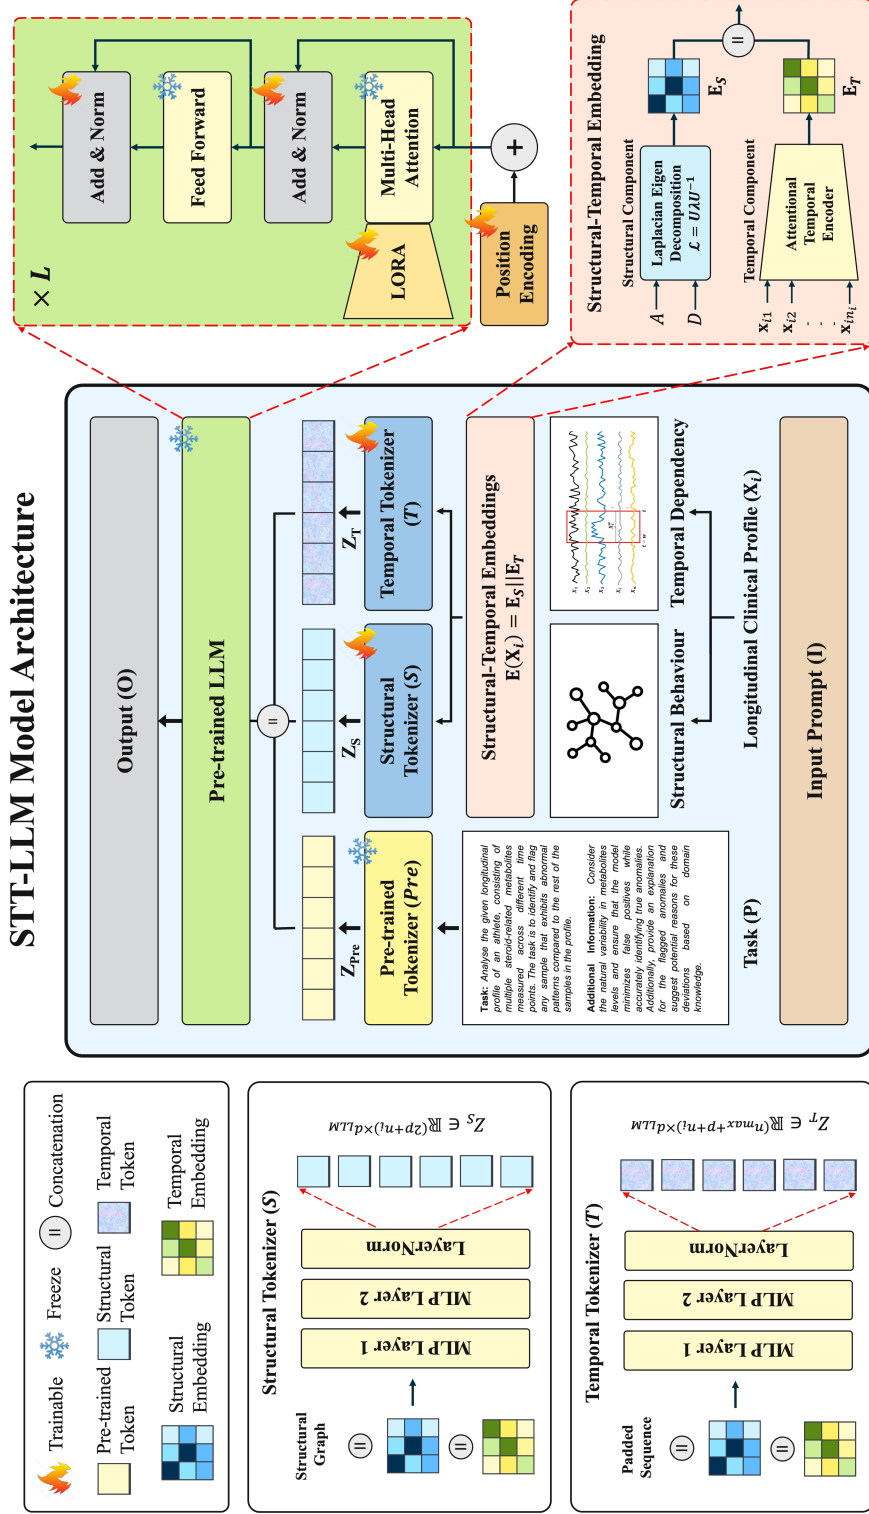 STT-LLM Model Architecture
Trainable
Freeze
Concatenation
Pre-trained
Token
Structural
Token
Temporal
Token
Structural
Embedding
Temporal
Embedding
Structural Tokenizer (S)
Structural
Graph
MLP Layer 1
MLP Layer 2
LayerNorm
Z_S ∈ ℝ^(2p+n_i)×d_LLM
Temporal Tokenizer (T)
Padded
Sequence
MLP Layer 1
MLP Layer 2
LayerNorm
Z_T ∈ ℝ^(n_max+p+n_i)×d_LLM
Output (O)
Pre-trained LLM
Z_Pre
Z_S
Z_T
Pre-trained
Tokenizer (Pre)
Structural
Tokenizer (S)
Temporal Tokenizer
(T)
Task: Analyse the given longitudinal
profile of an athlete, consisting of
multiple steroid-related metabolites
measured across different time
points. The task is to identify and flag
any sample that exhibits abnormal
patterns compared to the rest of the
samples in the profile.
Additional Information: Consider
the natural variability in metabolites
levels and ensure that the model
minimizes false positives while
accurately identifying true anomalies.
Additionally, provide an explanation
for the flagged anomalies and
suggest potential reasons for these
deviations based on domain
knowledge.
Task (P)
Structural-Temporal Embeddings
E(X_i) = E_S||E_T
Structural Behaviour
Temporal Dependency
t − w
t
Longitudinal Clinical Profile (X_i)
Input Prompt (I)
× L
Add & Norm
Feed Forward
Add & Norm
Multi-Head
Attention
LORA
Position
Encoding
+
Structural-Temporal Embedding
Structural Component
A
D
Laplacian Eigen
Decomposition
ℒ = UλU⁻¹
E_S
Temporal Component
x_i1
x_i2
-
-
-
x_in_i
Attentional
Temporal
Encoder
E_T